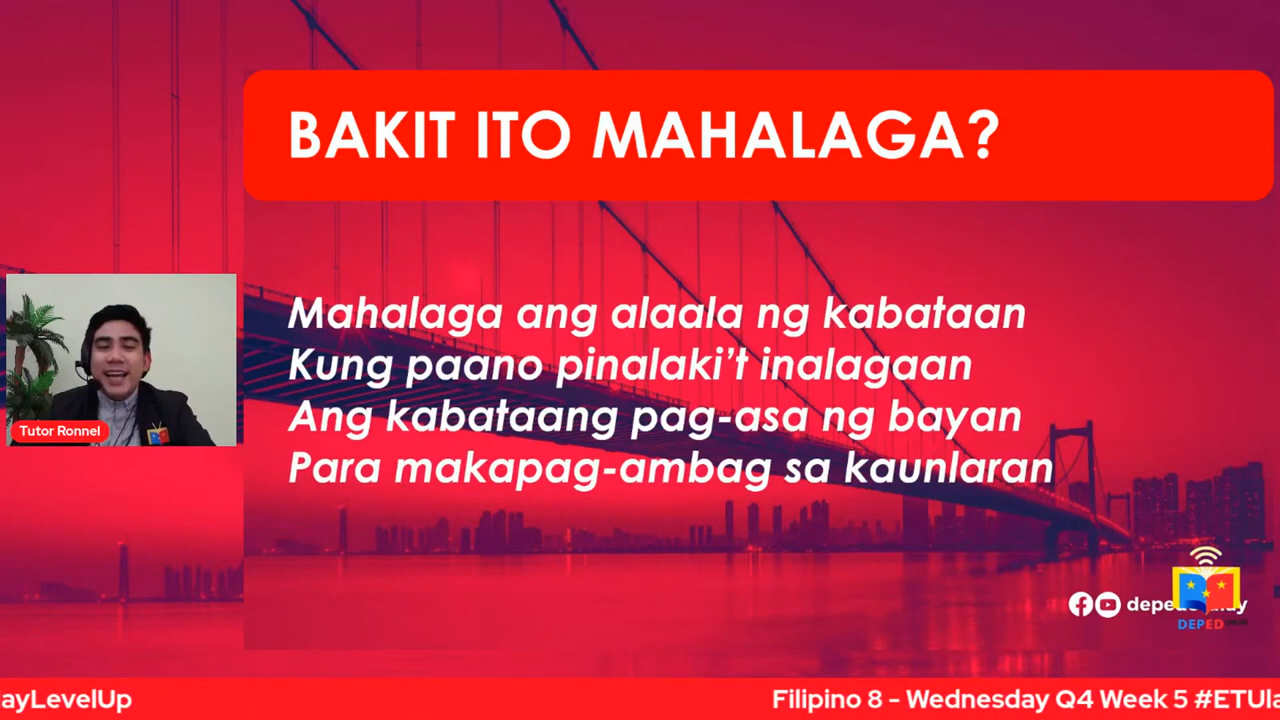 BAKIT ITO MAHALAGA?
Mahalaga ang alaala ng kabataan
Kung paano pinalaki't inalagaan
Ang kabataang pag-asa ng bayan
Para makapag-ambag sa kaunlaran
Tutor Ronnel
DEPED
ayLevelUp
Filipino 8 - Wednesday Q4 Week 5 #ETUla